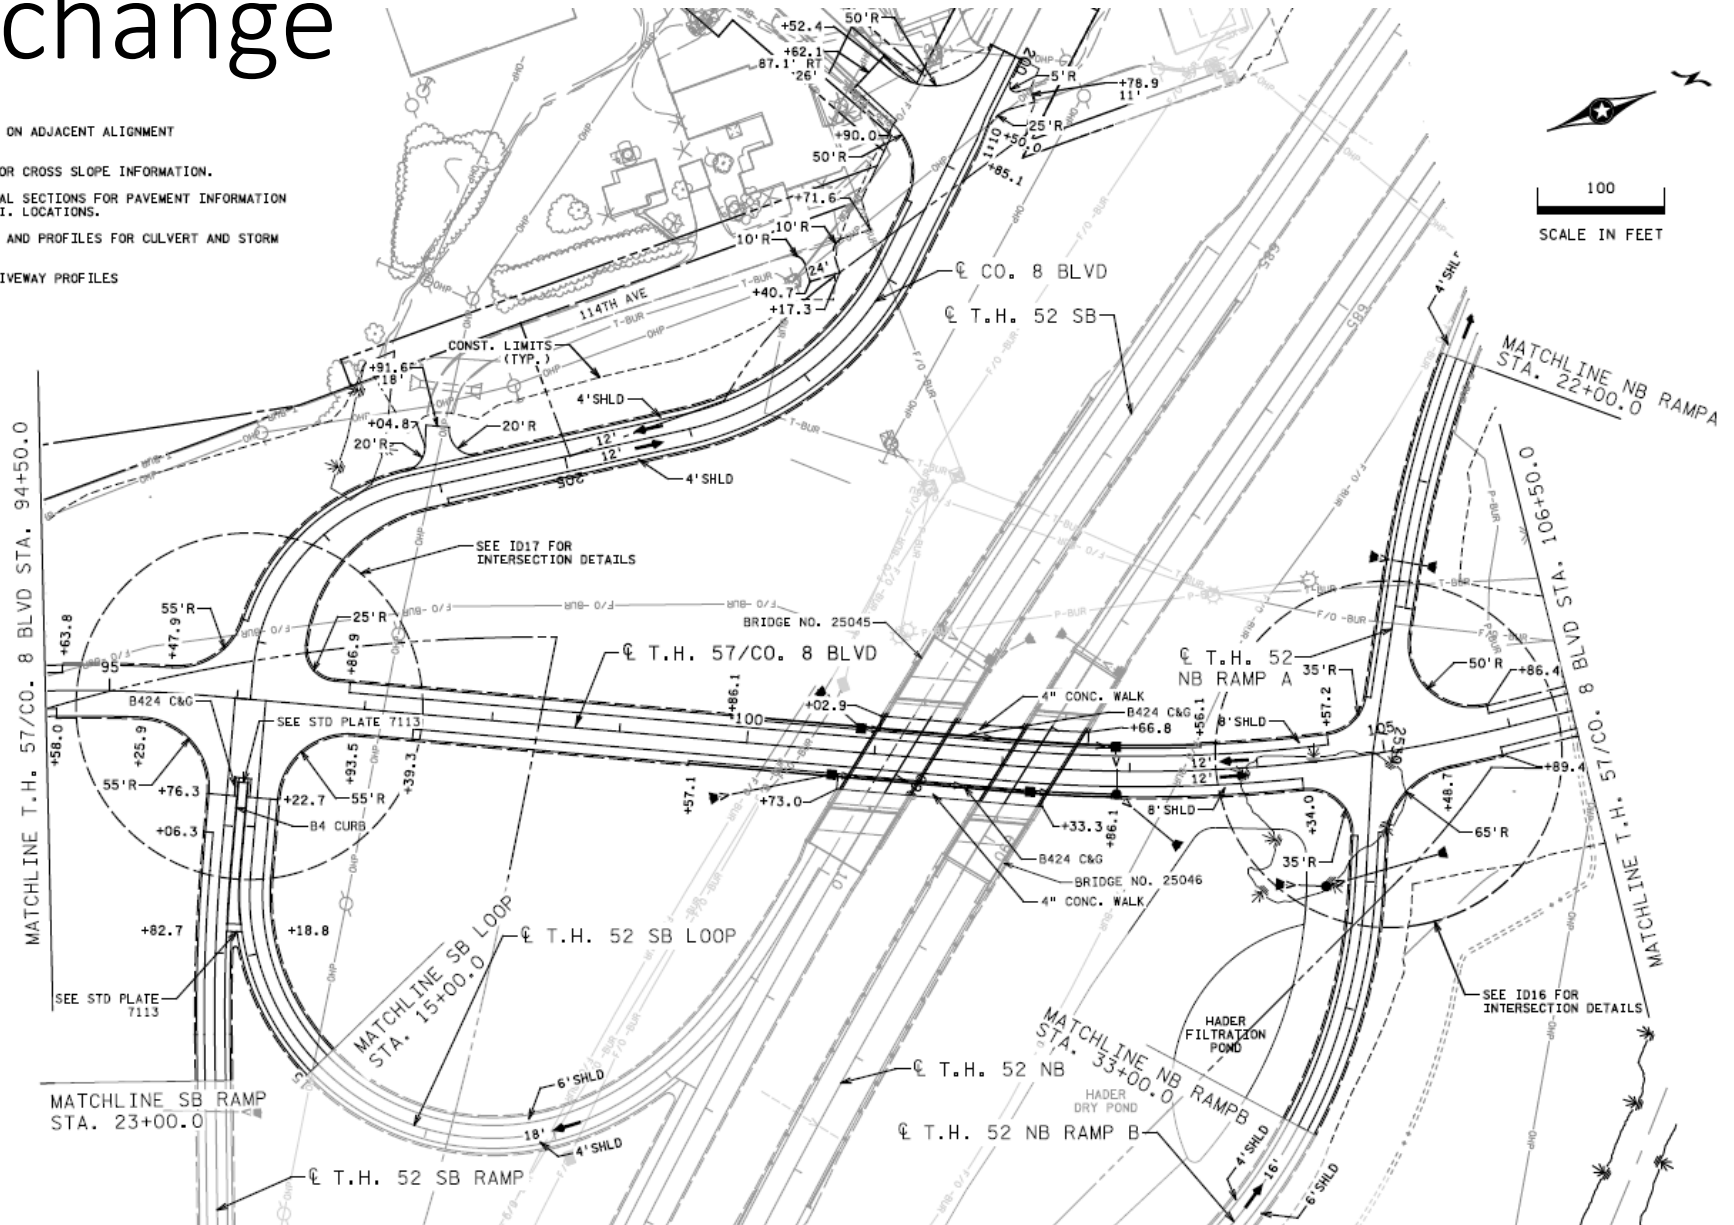 change
ON ADJACENT ALIGNMENT
OR CROSS SLOPE INFORMATION.
AL SECTIONS FOR PAVEMENT INFORMATION
I. LOCATIONS.
AND PROFILES FOR CULVERT AND STORM
IVEWAY PROFILES
50'R
+52.4
+62.1
87.1' RT
26'
200
5'R
+78.9
11'
25'R
+50.0
1:10
+85.1
+90.0
50'R
+71.6
10'R
10'R
24'
+40.7
+17.3
100
SCALE IN FEET
℄ CO. 8 BLVD
℄ T.H. 52 SB
114TH AVE
CONST. LIMITS
(TYP.)
+91.6
18'
+04.8
20'R
20'R
4'SHLD
12'
12'
4'SHLD
205
685
685
4'SHLD
MATCHLINE NB RAMPA
STA. 22+00.0
MATCHLINE T.H. 57/CO. 8 BLVD STA. 94+50.0
SEE ID17 FOR
INTERSECTION DETAILS
55'R
25'R
+63.8
+47.9
+86.9
95
B424 C&G
SEE STD PLATE 7113
+58.0
+25.9
55'R
+76.3
+93.5
+39.3
+22.7
55'R
+06.3
B4 CURB
+82.7
+18.8
SEE STD PLATE
7113
BRIDGE NO. 25045
℄ T.H. 57/CO. 8 BLVD
+86.1
100
+02.9
4" CONC. WALK
B424 C&G
+66.8
+56.1
℄ T.H. 52
NB RAMP A
35'R
+57.2
8'SHLD
105
12'
12'
8'SHLD
50'R
+86.4
+89.4
+48.7
+34.0
65'R
35'R
+57.1
+73.0
+33.3
+86.1
B424 C&G
BRIDGE NO. 25046
4" CONC. WALK
10
90
MATCHLINE T.H. 57/CO. 8 BLVD STA. 106+50.0
SEE ID16 FOR
INTERSECTION DETAILS
℄ T.H. 52 SB LOOP
MATCHLINE SB LOOP
STA. 15+00.0
6'SHLD
18'
4'SHLD
MATCHLINE SB RAMP
STA. 23+00.0
℄ T.H. 52 SB RAMP
℄ T.H. 52 NB
HADER
FILTRATION
POND
HADER
DRY POND
MATCHLINE NB RAMPB
STA. 33+00.0
℄ T.H. 52 NB RAMP B
4'SHLD
16'
6'SHLD
OHP
F/O-BUR
T-BUR
P-BUR